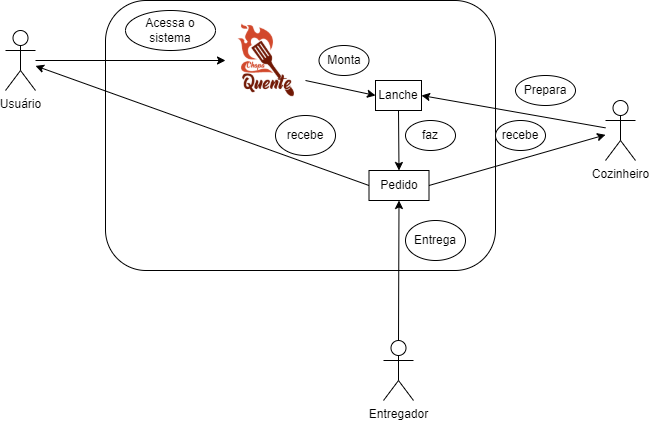 Acessa o
sistema
Usuário
Chapa
Quente
Monta
Lanche
Prepara
recebe
faz
recebe
Cozinheiro
Pedido
Entrega
Entregador